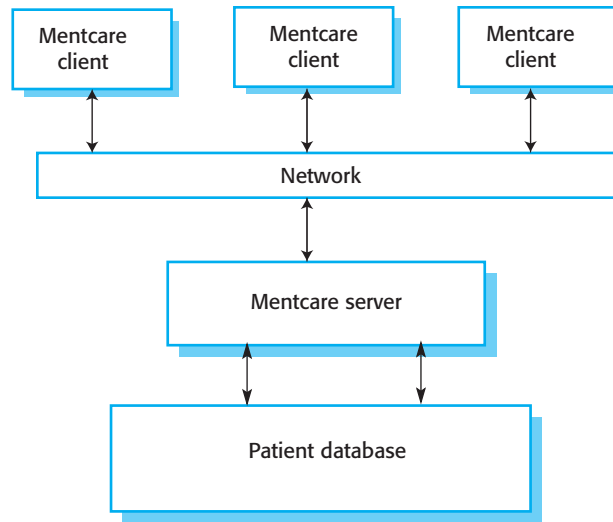 Mentcare
client
Mentcare
client
Mentcare
client
Network
Mentcare server
Patient database